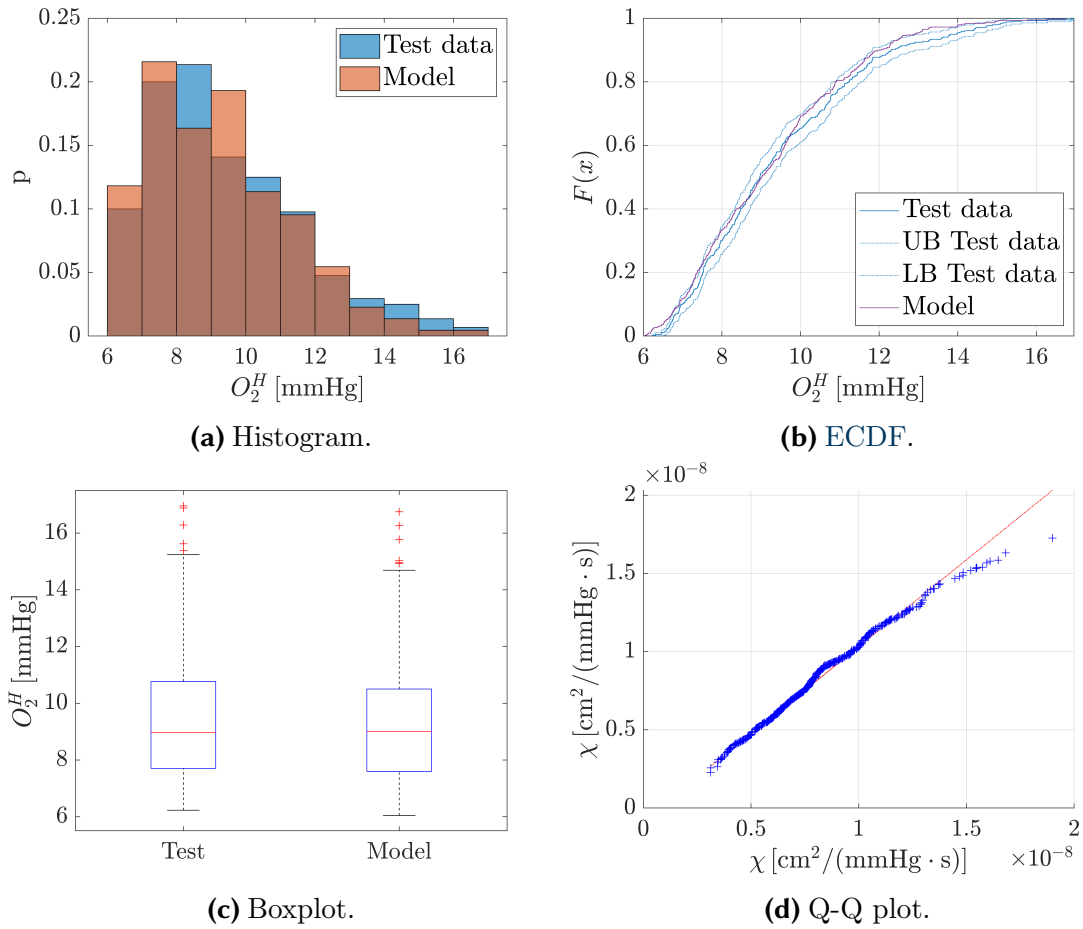 0.25
0.2
0.15
0.1
0.05
0
p
6 8 10 12 14 16
$O_2^H$ [mmHg]
Test data
Model
(a) Histogram.
1
0.8
0.6
0.4
0.2
0
F(x)
6 8 10 12 14 16
$O_2^H$ [mmHg]
Test data
UB Test data
LB Test data
Model
(b) ECDF.
16
14
12
10
8
6
$O_2^H$ [mmHg]
Test Model
(c) Boxplot.
×10⁻⁸
2
1.5
1
0.5
0
χ [cm²/(mmHg · s)]
0 0.5 1 1.5 2
χ [cm²/(mmHg · s)] ×10⁻⁸
(d) Q-Q plot.